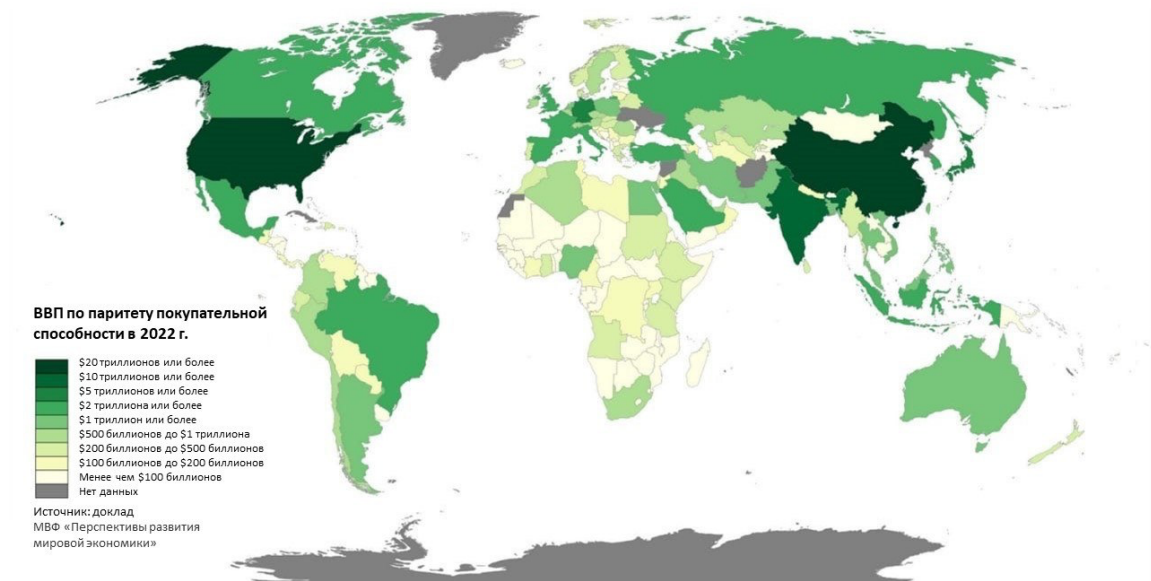 ВВП по паритету покупательной
способности в 2022 г.
$20 триллионов или более
$10 триллионов или более
$5 триллионов или более
$2 триллиона или более
$1 триллион или более
$500 биллионов до $1 триллиона
$200 биллионов до $500 биллионов
$100 биллионов до $200 биллионов
Менее чем $100 биллионов
Нет данных
Источник: доклад
МВФ «Перспективы развития
мировой экономики»